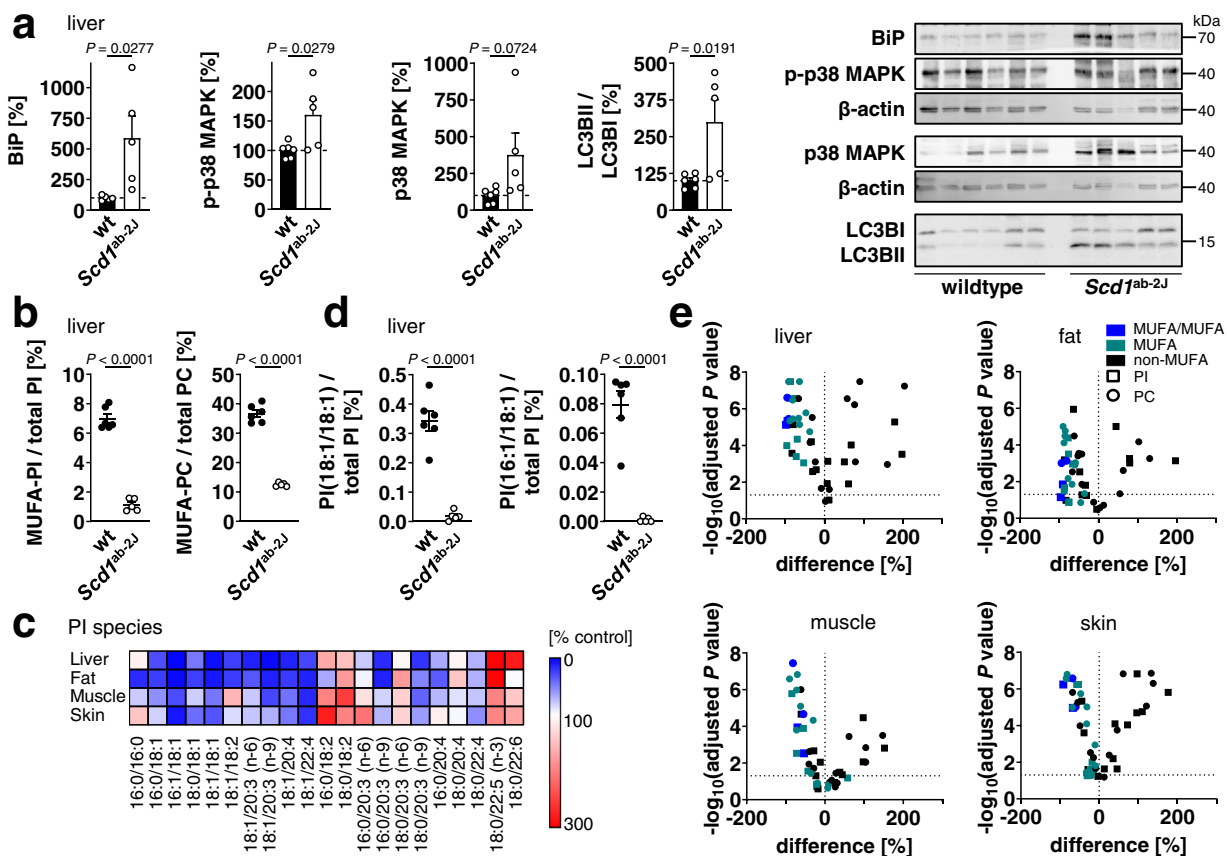 a liver
P = 0.0277
BiP [%]
1000
750
500
250
100
0
wt
Scd1ab-2J
P = 0.0279
p-p38 MAPK [%]
250
200
150
100
50
0
wt
Scd1ab-2J
P = 0.0724
p38 MAPK [%]
1000
750
500
250
100
0
wt
Scd1ab-2J
P = 0.0191
LC3BII /
LC3BI [%]
500
375
250
125
0
wt
Scd1ab-2J
kDa
BiP 70
p-p38 MAPK 40
β-actin 40
p38 MAPK 40
β-actin 40
LC3BI 15
LC3BII
wildtype Scd1ab-2J
b liver
P < 0.0001
MUFA-PI / total PI [%]
10
8
6
4
2
0
wt
Scd1ab-2J
P < 0.0001
MUFA-PC / total PC [%]
50
40
30
20
10
0
wt
Scd1ab-2J
d liver
P < 0.0001
PI(18:1/18:1) /
total PI [%]
0.5
0.4
0.3
0.2
0.1
0.0
wt
Scd1ab-2J
P < 0.0001
PI(16:1/18:1) /
total PI [%]
0.10
0.08
0.06
0.04
0.02
0.00
wt
Scd1ab-2J
c PI species
Liver
Fat
Muscle
Skin
16:0/16:0
16:0/18:1
16:1/18:1
18:0/18:1
18:1/18:1
18:1/18:2
18:1/20:3 (n-6)
18:1/20:3 (n-9)
18:1/20:4
18:1/22:4
16:0/18:2
18:0/18:2
16:0/20:3 (n-6)
16:0/20:3 (n-9)
18:0/20:3 (n-6)
18:0/20:3 (n-9)
16:0/20:4
18:0/20:4
18:0/22:4
18:0/22:5 (n-3)
18:0/22:6
[% control]
0
100
300
e
liver
-log10(adjusted P value)
8
6
4
2
0
-200 0 200
difference [%]
fat
-log10(adjusted P value)
8
6
4
2
0
-200 0 200
difference [%]
MUFA/MUFA
MUFA
non-MUFA
PI
PC
muscle
-log10(adjusted P value)
8
6
4
2
0
-200 0 200
difference [%]
skin
-log10(adjusted P value)
8
6
4
2
0
-200 0 200
difference [%]